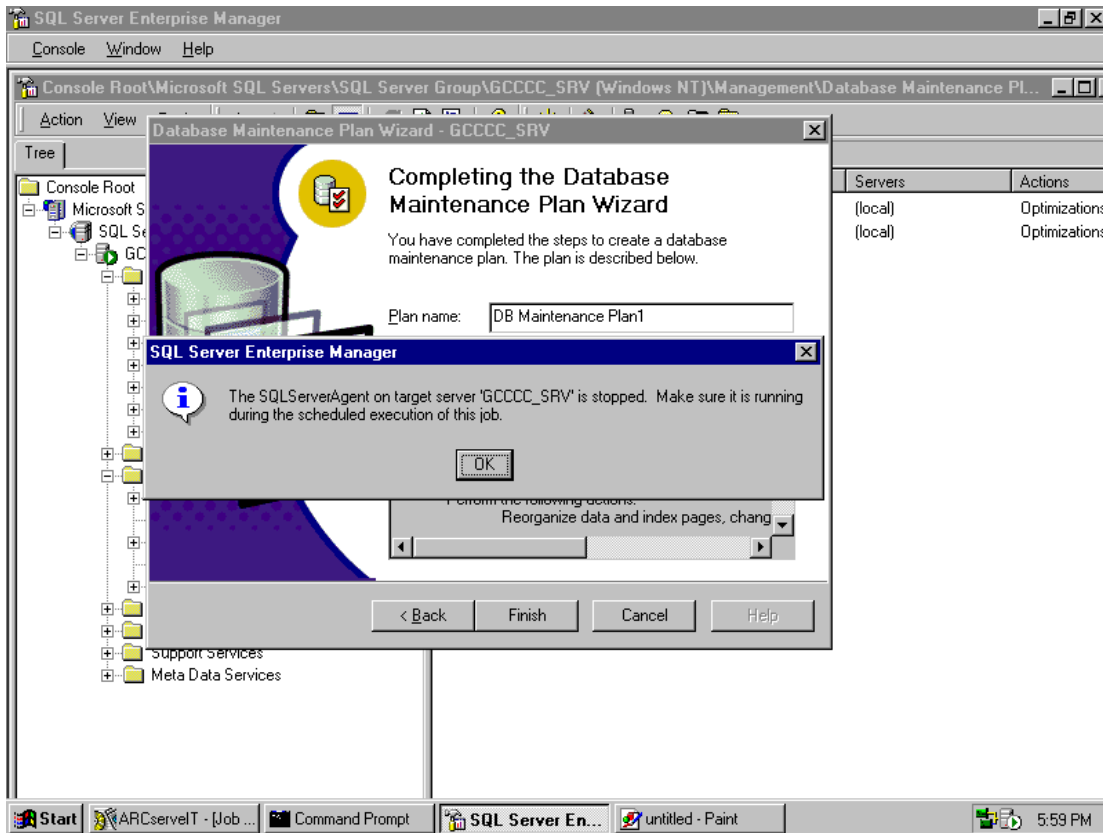 SQL Server Enterprise Manager
Console Window Help
Console Root\Microsoft SQL Servers\SQL Server Group\GCCCC_SRV (Windows NT)\Management\Database Maintenance Pl...
Action View
Database Maintenance Plan Wizard - GCCCC_SRV
Tree
Console Root
Microsoft S
SQL Se
GC
Support Services
Meta Data Services
Servers Actions
(local) Optimizations
(local) Optimizations
Completing the Database
Maintenance Plan Wizard
You have completed the steps to create a database
maintenance plan. The plan is described below.
Plan name: DB Maintenance Plan1
SQL Server Enterprise Manager
The SQLServerAgent on target server 'GCCCC_SRV' is stopped. Make sure it is running
during the scheduled execution of this job.
OK
Perform the following actions:
Reorganize data and index pages, chang
< Back Finish Cancel Help
Start ARCserveIT - [Job ... Command Prompt SQL Server En... untitled - Paint 5:59 PM